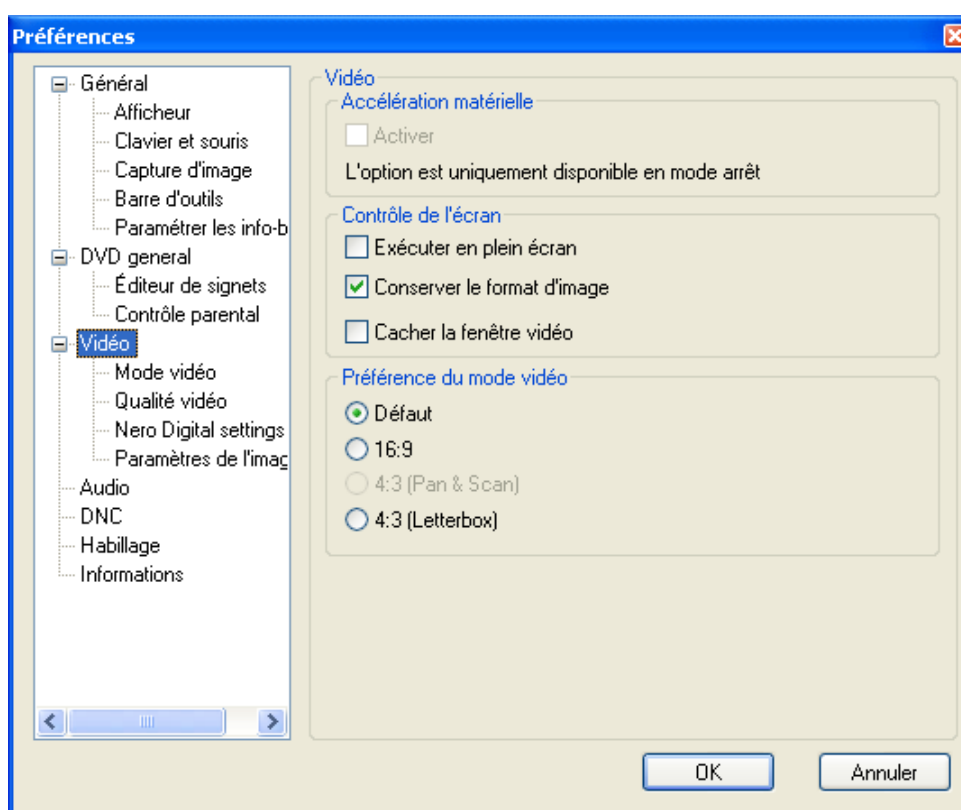 Préférences
Général
Afficheur
Clavier et souris
Capture d'image
Barre d'outils
Paramétrer les info-b
DVD general
Éditeur de signets
Contrôle parental
Vidéo
Mode vidéo
Qualité vidéo
Nero Digital settings
Paramètres de l'imag
Audio
DNC
Habillage
Informations
Vidéo
Accélération matérielle
Activer
L'option est uniquement disponible en mode arrêt
Contrôle de l'écran
Exécuter en plein écran
Conserver le format d'image
Cacher la fenêtre vidéo
Préférence du mode vidéo
Défaut
16:9
4:3 (Pan & Scan)
4:3 (Letterbox)
OK
Annuler